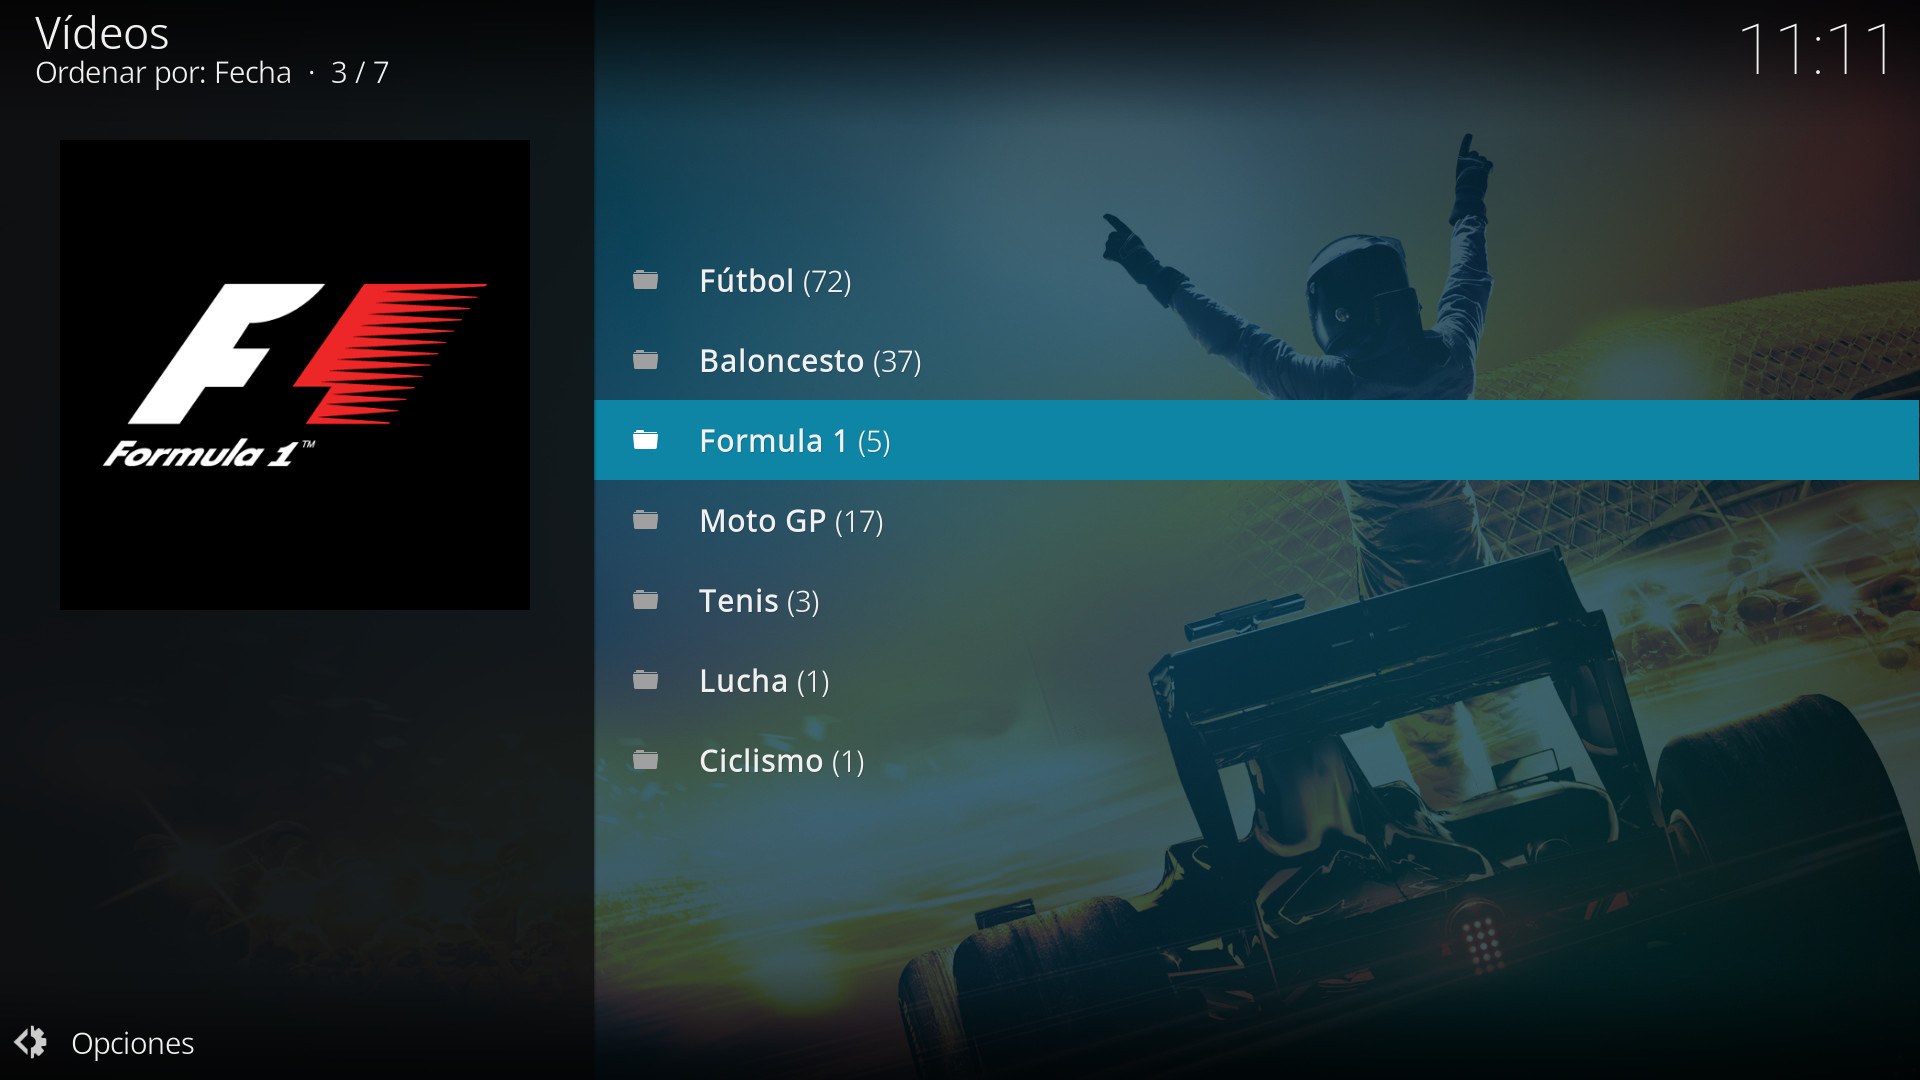 Vídeos
Ordenar por: Fecha · 3 / 7
11:11
F1
Formula 1™
Fútbol (72)
Baloncesto (37)
Formula 1 (5)
Moto GP (17)
Tenis (3)
Lucha (1)
Ciclismo (1)
Opciones